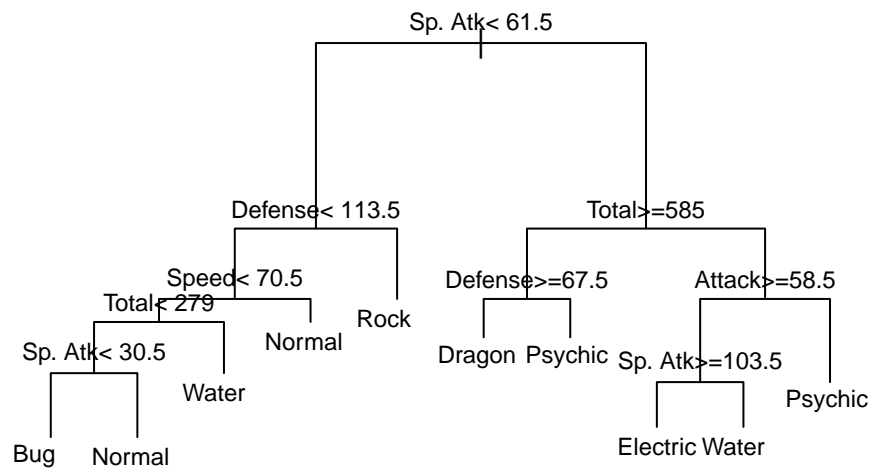 Sp. Atk< 61.5
Defense< 113.5
Total>=585
Speed< 70.5
Defense>=67.5
Attack>=58.5
Total< 279
Rock
Normal
Sp. Atk< 30.5
Dragon
Psychic
Sp. Atk>=103.5
Water
Psychic
Bug
Normal
Electric
Water